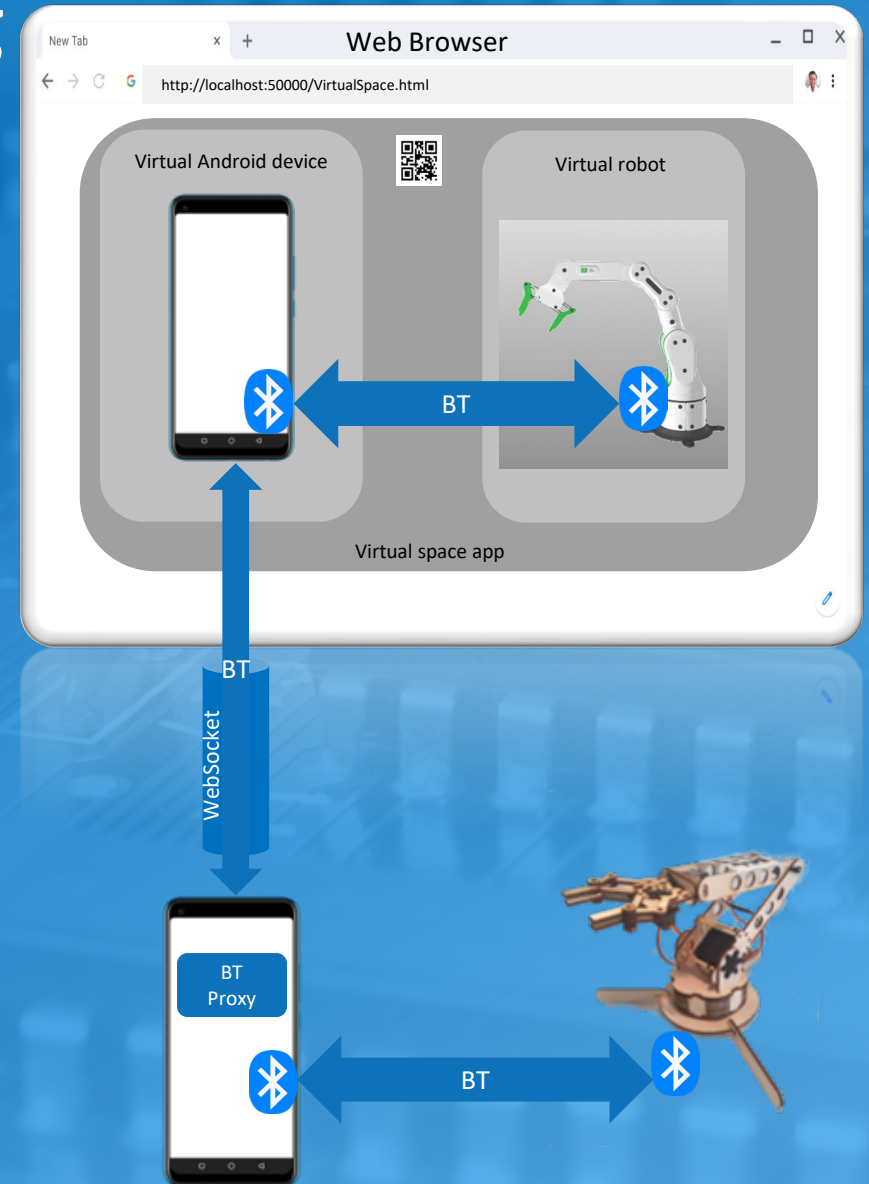 New Tab
x
+
Web Browser
http://localhost:50000/VirtualSpace.html
Virtual Android device
Virtual robot
BT
Virtual space app
BT
WebSocket
BT
Proxy
BT